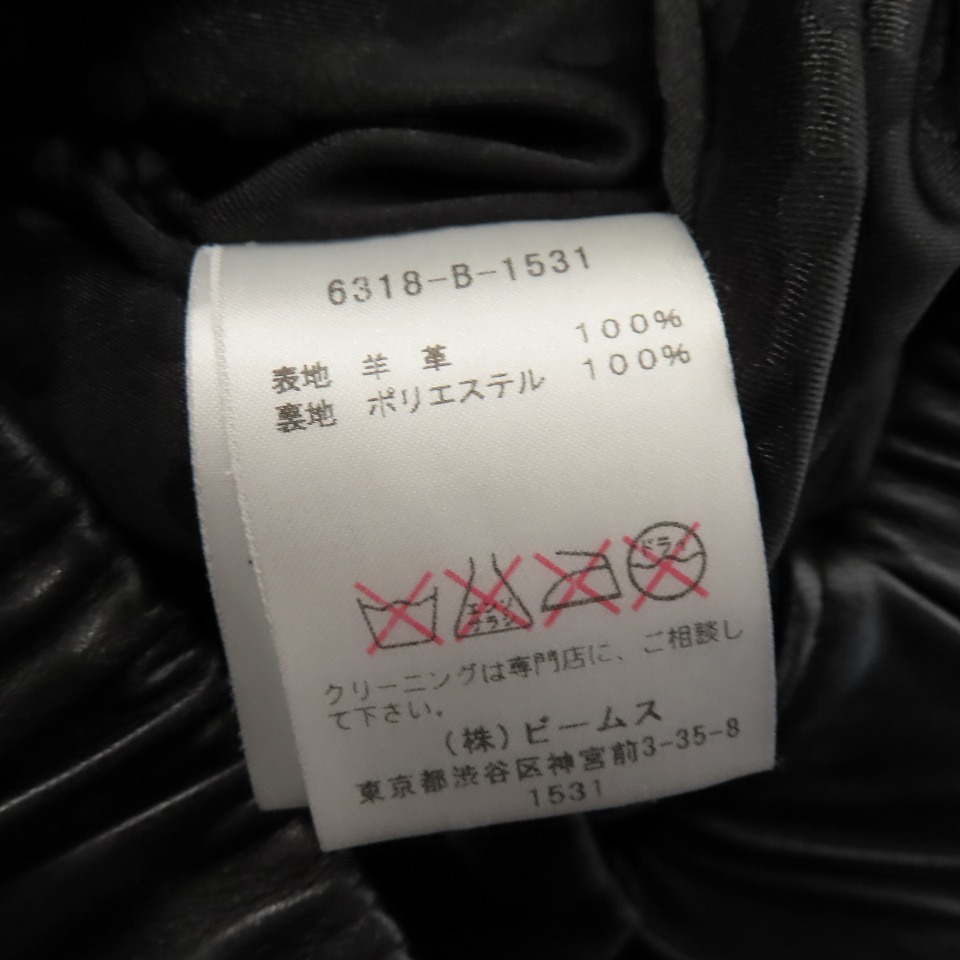 6318-B-1531
表地 羊 革 100%
裏地 ポリエステル 100%
エンソ
サラシ
ドライ
クリーニングは専門店に、ご相談し
て下さい。
(株)ビームス
東京都渋谷区神宮前3-35-8
1531